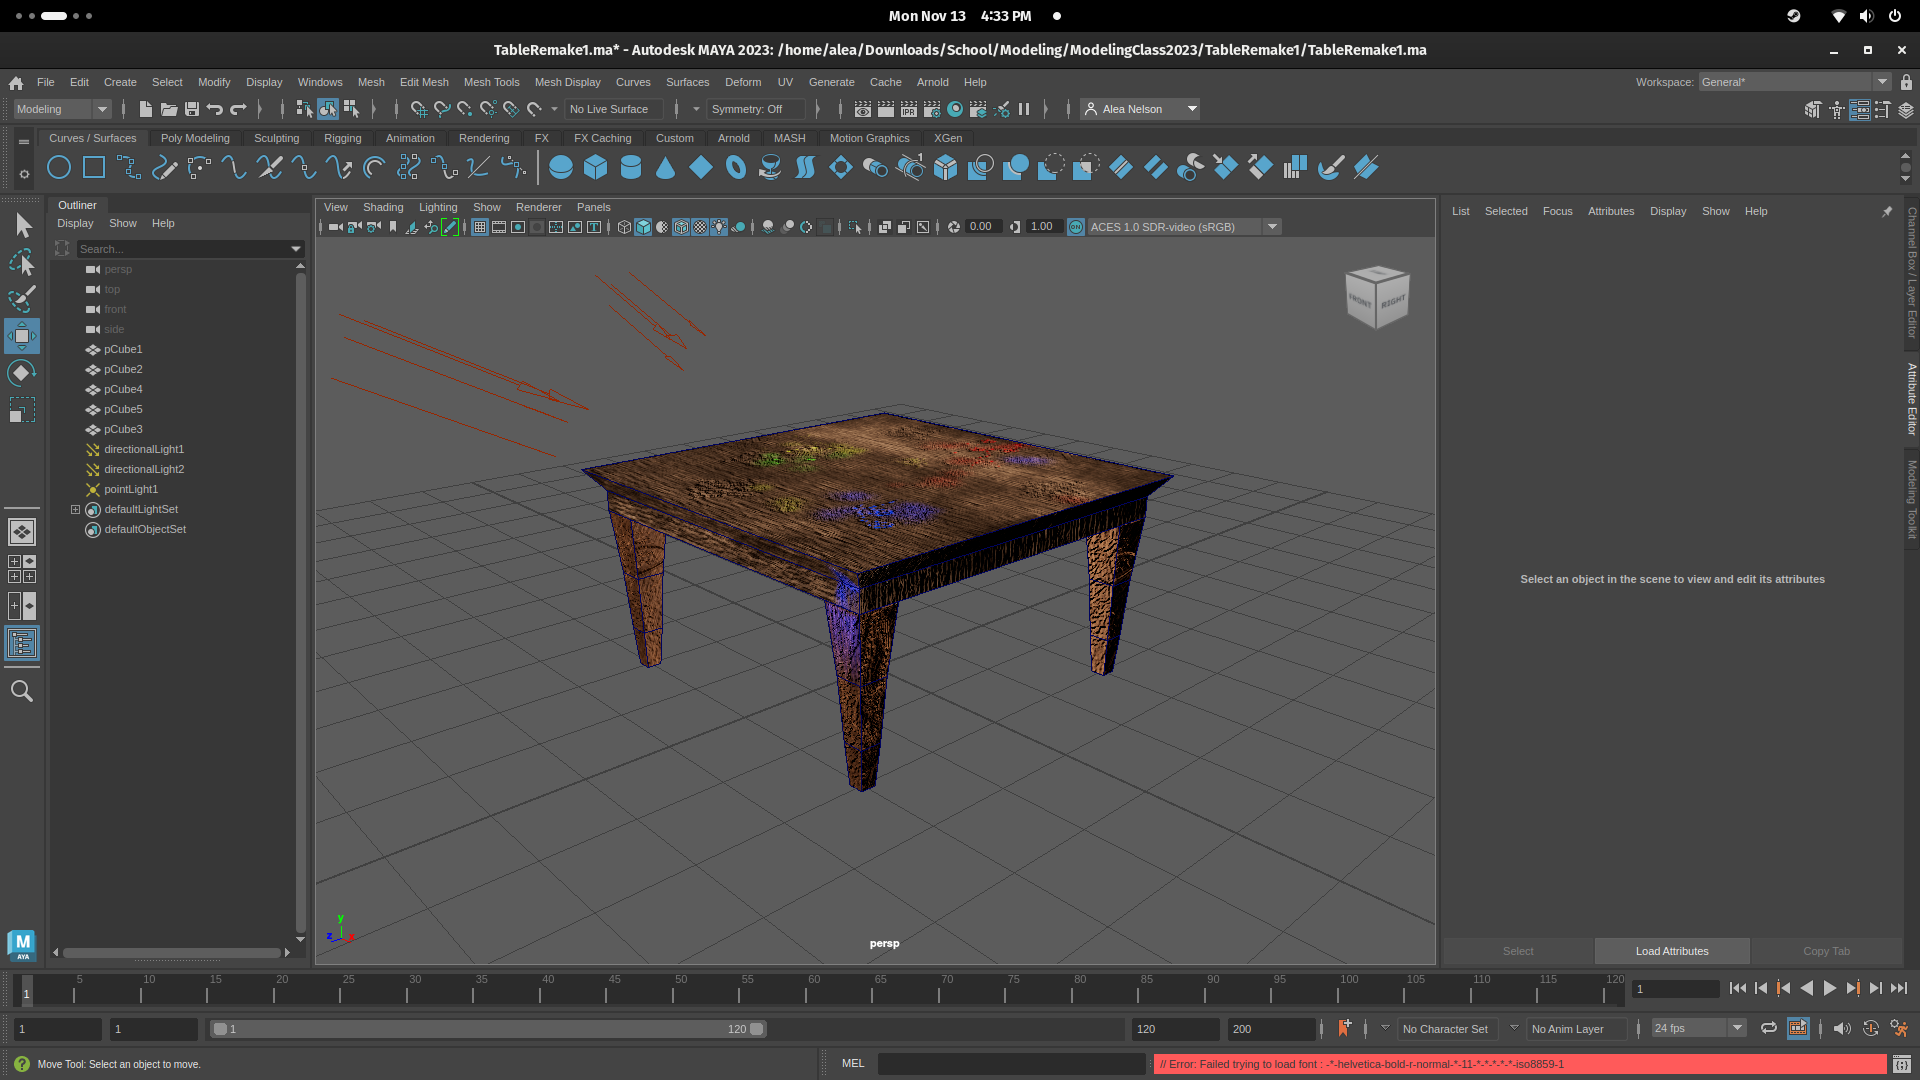 Mon Nov 13 4:33 PM
TableRemake1.ma* - Autodesk MAYA 2023: /home/alea/Downloads/School/Modeling/ModelingClass2023/TableRemake1/TableRemake1.ma
File Edit Create Select Modify Display Windows Mesh Edit Mesh Mesh Tools Mesh Display Curves Surfaces Deform UV Generate Cache Arnold Help
Workspace: General*
Modeling
No Live Surface
Symmetry: Off
IPR
Alea Nelson
Curves / Surfaces Poly Modeling Sculpting Rigging Animation Rendering FX FX Caching Custom Arnold MASH Motion Graphics XGen
Outliner
Display Show Help
Search...
persp
top
front
side
pCube1
pCube2
pCube4
pCube5
pCube3
directionalLight1
directionalLight2
pointLight1
defaultLightSet
defaultObjectSet
View Shading Lighting Show Renderer Panels
0.00
1.00
ON
ACES 1.0 SDR-video (sRGB)
FRONT RIGHT
y
z x
persp
List Selected Focus Attributes Display Show Help
Select an object in the scene to view and edit its attributes
Select
Load Attributes
Copy Tab
Channel Box / Layer Editor
Attribute Editor
Modeling Toolkit
M
AYA
1
5 10 15 20 25 30 35 40 45 50 55 60 65 70 75 80 85 90 95 100 105 110 115 120
1
1
1
1
120
120
200
No Character Set
No Anim Layer
24 fps
Move Tool: Select an object to move.
MEL
// Error: Failed trying to load font : -*-helvetica-bold-r-normal-*-11-*-*-*-*-*-iso8859-1